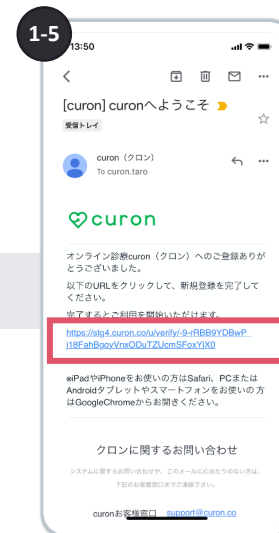 1-5
13:50
[curon] curonへようこそ
受信トレイ
curon（クロン）
To curon.taro
curon
オンライン診療curon（クロン）へのご登録ありが
とうございました。
以下のURLをクリックして、新規登録を完了して
ください。
完了するとご利用を開始いただけます。
https://stg4.curon.co/u/verify/-9-rRBB9YDBwP_
j18FahBgoyVnxODuTZUcmSFoxYjX0
※iPadやiPhoneをお使いの方はSafari、PCまたは
Androidタブレットやスマートフォンをお使いの方
はGoogleChromeからお開きください。
クロンに関するお問い合わせ
システムに関するお問い合わせや、このメールに心当たりのない方は、
下記のお客様窓口までご連絡下さい。
curonお客様窓口 support@curon.co